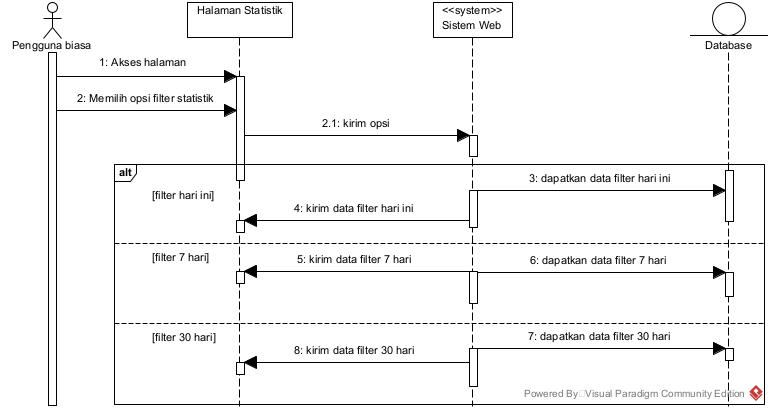 Halaman Statistik
<<system>>
Sistem Web
Pengguna biasa
Database
1: Akses halaman
2: Memilih opsi filter statistik
2.1: kirim opsi
alt
3: dapatkan data filter hari ini
[filter hari ini]
4: kirim data filter hari ini
[filter 7 hari]
5: kirim data filter 7 hari
6: dapatkan data filter 7 hari
[filter 30 hari]
7: dapatkan data filter 30 hari
8: kirim data filter 30 hari
Powered By Visual Paradigm Community Edition